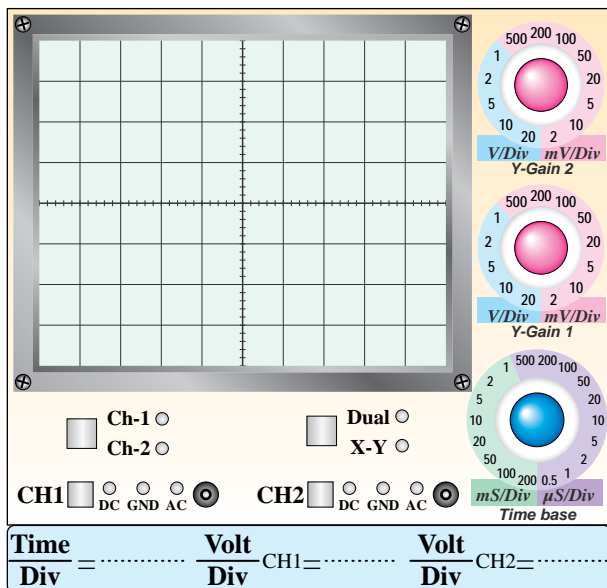 500 200 100
1 50
2 20
5 5
10 10
20 2
V/Div mV/Div
Y-Gain 2
500 200 100
1 50
2 20
5 5
10 10
20 2
V/Div mV/Div
Y-Gain 1
500 200 100
1 50
2 20
5 10
10 5
20 2
50 1
100 200 0.5
mS/Div µS/Div
Time base
Ch-1 Dual
Ch-2 X-Y
CH1 CH2
DC GND AC DC GND AC
Time/Div = ............... Volt/Div CH1= ............... Volt/Div CH2= ...............